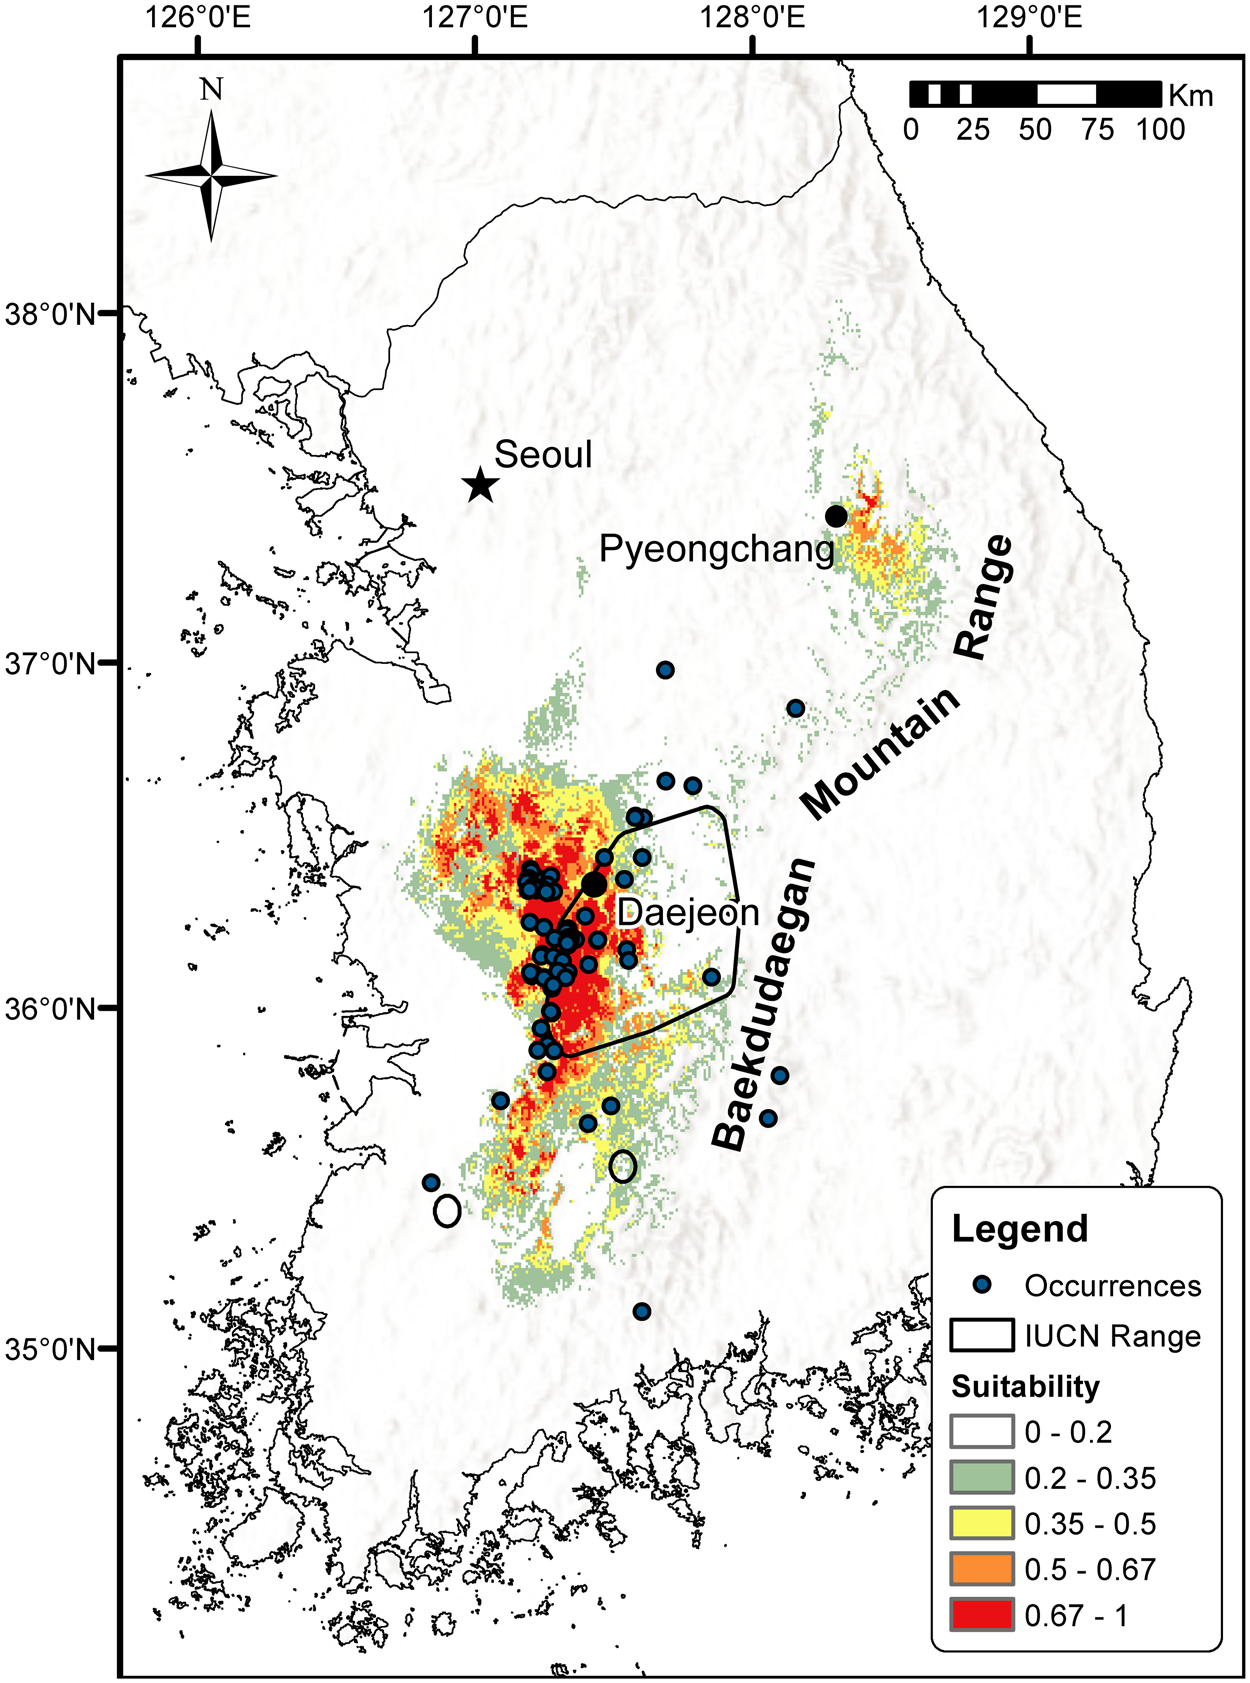 126°0'E 127°0'E 128°0'E 129°0'E
N
Km
0 25 50 75 100
38°0'N
Seoul
Pyeongchang
37°0'N
Range
Mountain
Baekdudaegan
Daejeon
36°0'N
35°0'N
Legend
Occurrences
IUCN Range
Suitability
0 - 0.2
0.2 - 0.35
0.35 - 0.5
0.5 - 0.67
0.67 - 1